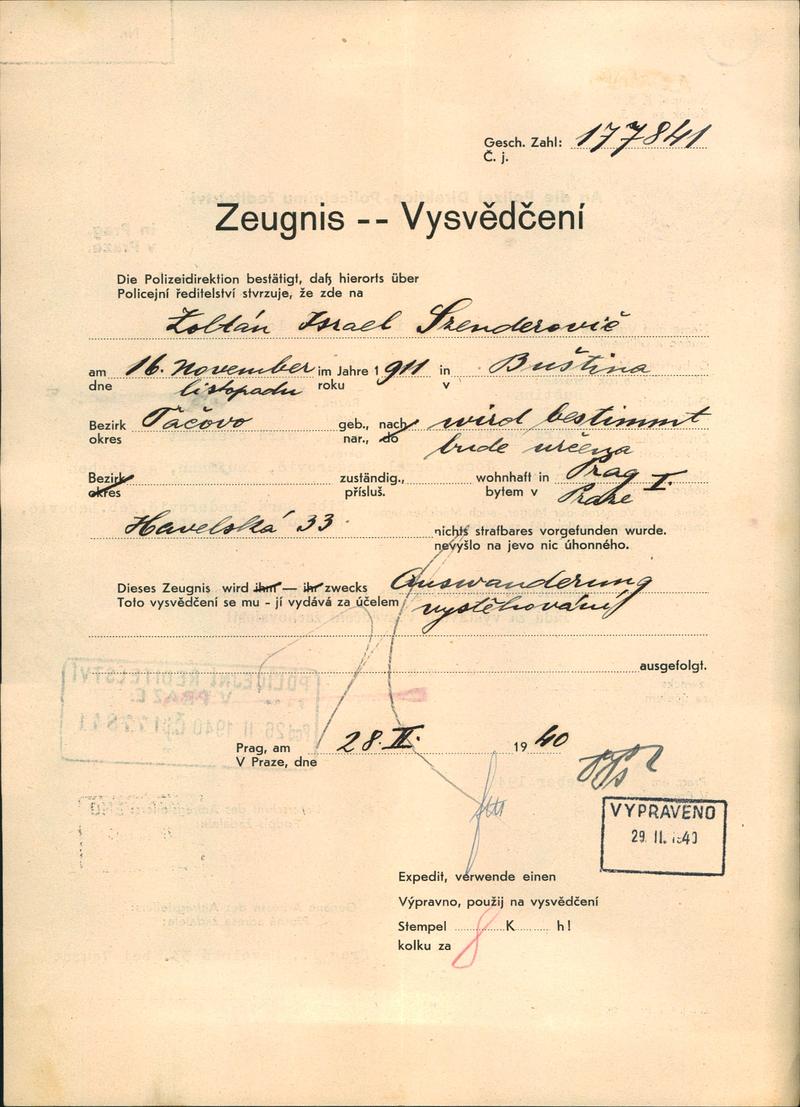 Gesch. Zahl: 177841
Č. j.
Zeugnis -- Vysvědčení
Die Polizeidirektion bestätigt, daß hierorts über
Policejní ředitelství stvrzuje, že zde na
Zoltán Israel Szenderovič
am 16. November im Jahre 1911 in Buština
dne listopadu roku v
Bezirk Tačovo geb., nach wird bestimmt
okres nar., do bude určena
Bezirk zuständig., wohnhaft in Prag I.
okres přísluš. bytem v Praze
Havelská 33 nichts strafbares vorgefunden wurde.
nevyšlo na jevo nic úhonného.
Dieses Zeugnis wird ihm — ihr zwecks Auswanderung
Toto vysvědčení se mu - jí vydává za účelem vystěhování
ausgefolgt.
Prag, am 28. II. 1940
V Praze, dne
VYPRAVENO
29. II. 1940
Expedit, verwende einen
Výpravno, použij na vysvědčení
Stempel 8 K h!
kolku za